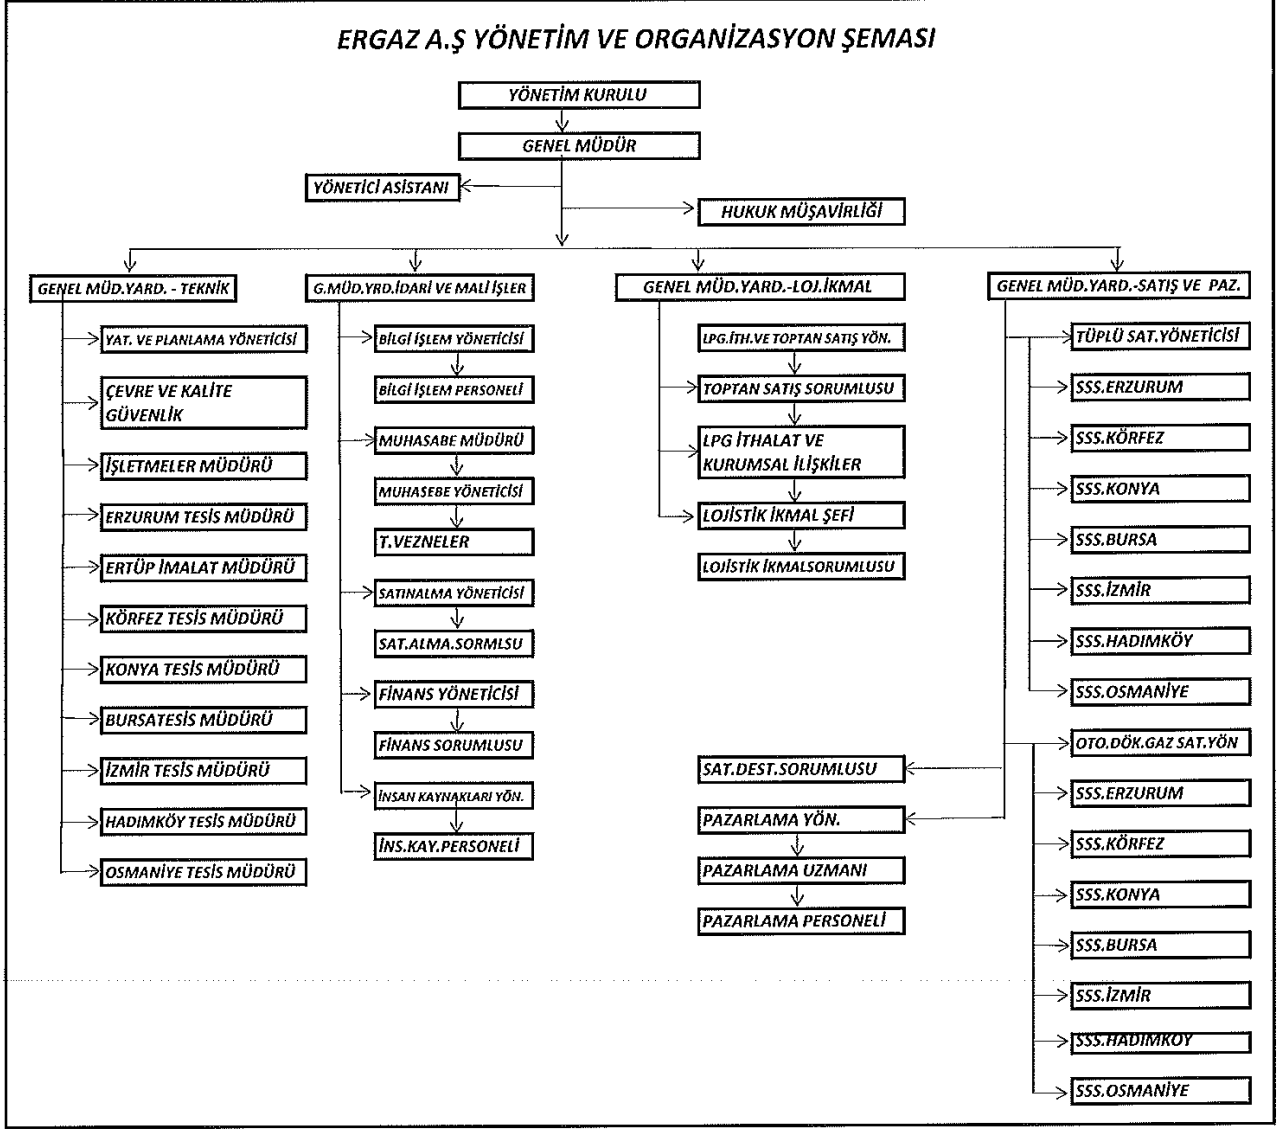 ERGAZ A.Ş YÖNETİM VE ORGANİZASYON ŞEMASI
YÖNETİM KURULU
GENEL MÜDÜR
YÖNETİCİ ASİSTANI
HUKUK MÜŞAVİRLİĞİ
GENEL MÜD.YARD. - TEKNİK
YAT. VE PLANLAMA YÖNETİCİSİ
ÇEVRE VE KALİTE
GÜVENLİK
İŞLETMELER MÜDÜRÜ
ERZURUM TESİS MÜDÜRÜ
ERTÜP İMALAT MÜDÜRÜ
KÖRFEZ TESİS MÜDÜRÜ
KONYA TESİS MÜDÜRÜ
BURSATESİS MÜDÜRÜ
İZMİR TESİS MÜDÜRÜ
HADIMKÖY TESİS MÜDÜRÜ
OSMANİYE TESİS MÜDÜRÜ
G.MÜD.YRD.İDARİ VE MALİ İŞLER
BİLGİ İŞLEM YÖNETİCİSİ
BİLGİ İŞLEM PERSONELİ
MUHASABE MÜDÜRÜ
MUHASEBE YÖNETİCİSİ
T.VEZNELER
SATINALMA YÖNETİCİSİ
SAT.ALMA.SORMLSU
FİNANS YÖNETİCİSİ
FİNANS SORUMLUSU
İNSAN KAYNAKLARI YÖN.
İNS.KAY.PERSONELİ
GENEL MÜD.YARD.-LOJ.İKMAL
LPG.İTH.VE TOPTAN SATIŞ YÖN.
TOPTAN SATIŞ SORUMLUSU
LPG İTHALAT VE
KURUMSAL İLİŞKİLER
LOJİSTİK İKMAL ŞEFİ
LOJİSTİK İKMALSORUMLUSU
SAT.DEST.SORUMLUSU
PAZARLAMA YÖN.
PAZARLAMA UZMANI
PAZARLAMA PERSONELİ
GENEL MÜD.YARD.-SATIŞ VE PAZ.
TÜPLÜ SAT.YÖNETİCİSİ
SSS.ERZURUM
SSS.KÖRFEZ
SSS.KONYA
SSS.BURSA
SSS.İZMİR
SSS.HADIMKÖY
SSS.OSMANİYE
OTO.DÖK.GAZ SAT.YÖN
SSS.ERZURUM
SSS.KÖRFEZ
SSS.KONYA
SSS.BURSA
SSS.İZMİR
SSS.HADIMKÖY
SSS.OSMANİYE